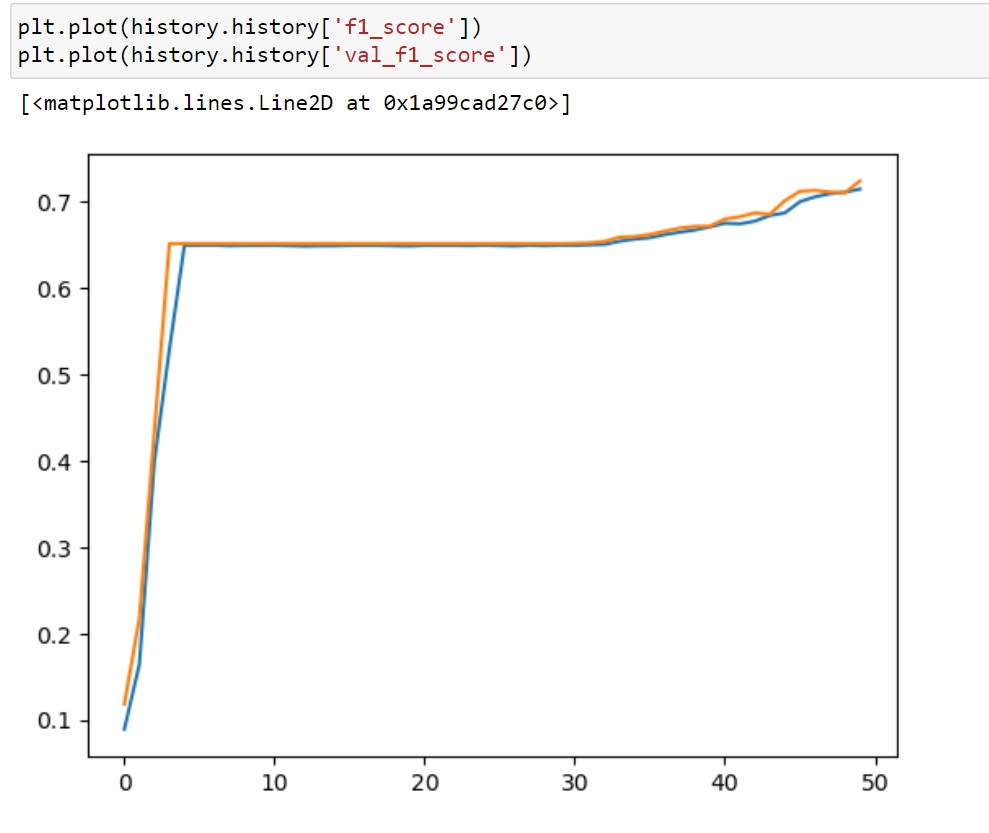 plt.plot(history.history['f1_score'])
plt.plot(history.history['val_f1_score'])
[<matplotlib.lines.Line2D at 0x1a99cad27c0>]
0.7
0.6
0.5
0.4
0.3
0.2
0.1
0 10 20 30 40 50